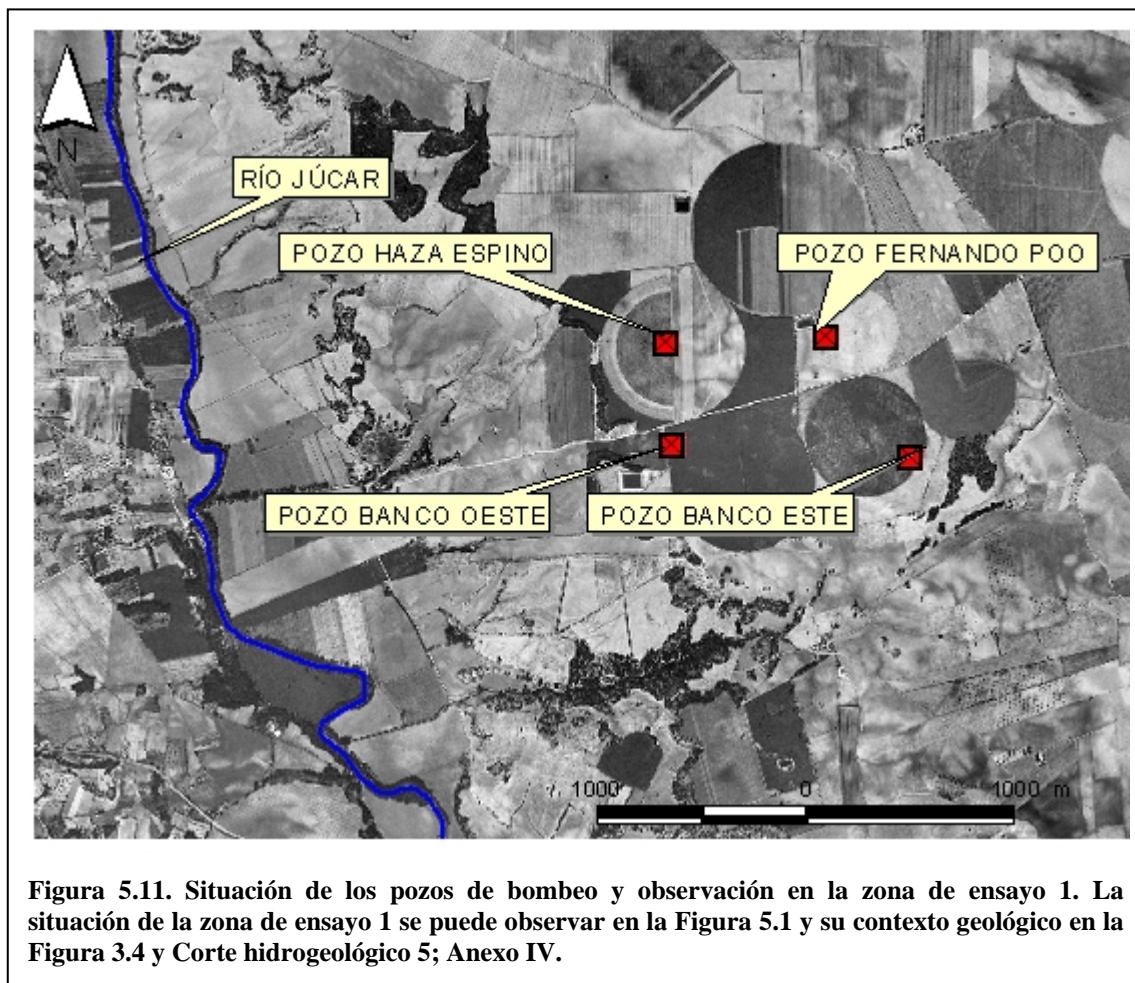 N
RÍO JÚCAR
POZO HAZA ESPINO
POZO FERNANDO POO
POZO BANCO OESTE
POZO BANCO ESTE
1000 0 1000 m
Figura 5.11. Situación de los pozos de bombeo y observación en la zona de ensayo 1. La
situación de la zona de ensayo 1 se puede observar en la Figura 5.1 y su contexto geológico en la
Figura 3.4 y Corte hidrogeológico 5; Anexo IV.